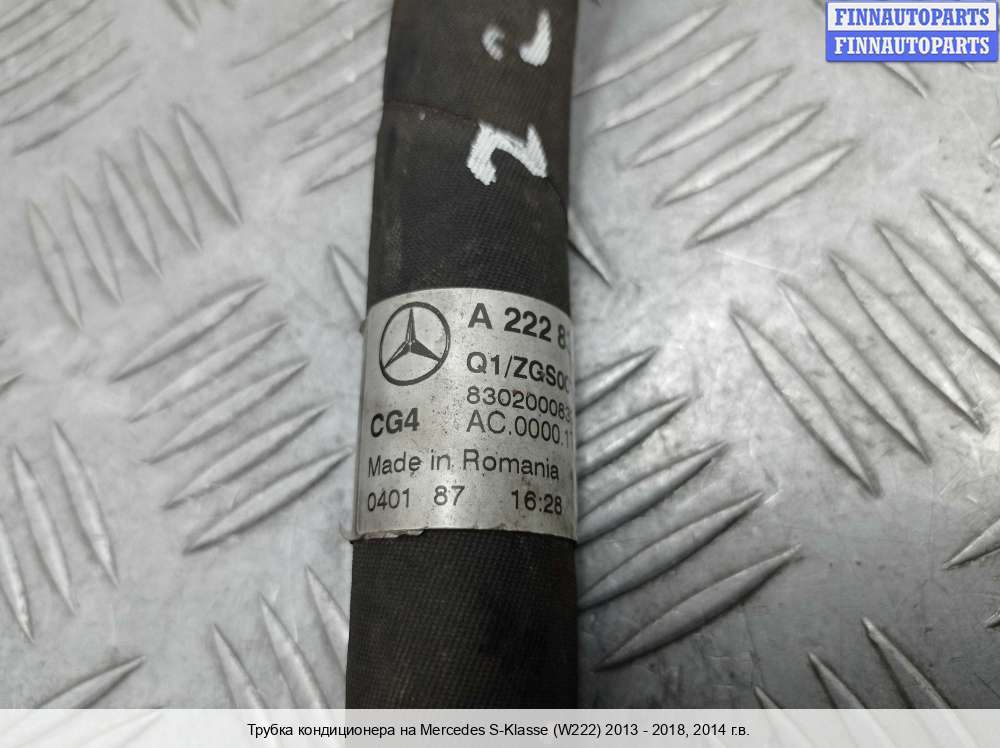 FINNAUTOPARTS
FINNAUTOPARTS
A 222 8
Q1/ZGS00
830200083
CG4
AC.0000.1
Made in Romania
0401 87 16:28
Трубка кондиционера на Mercedes S-Klasse (W222) 2013 - 2018, 2014 г.в.